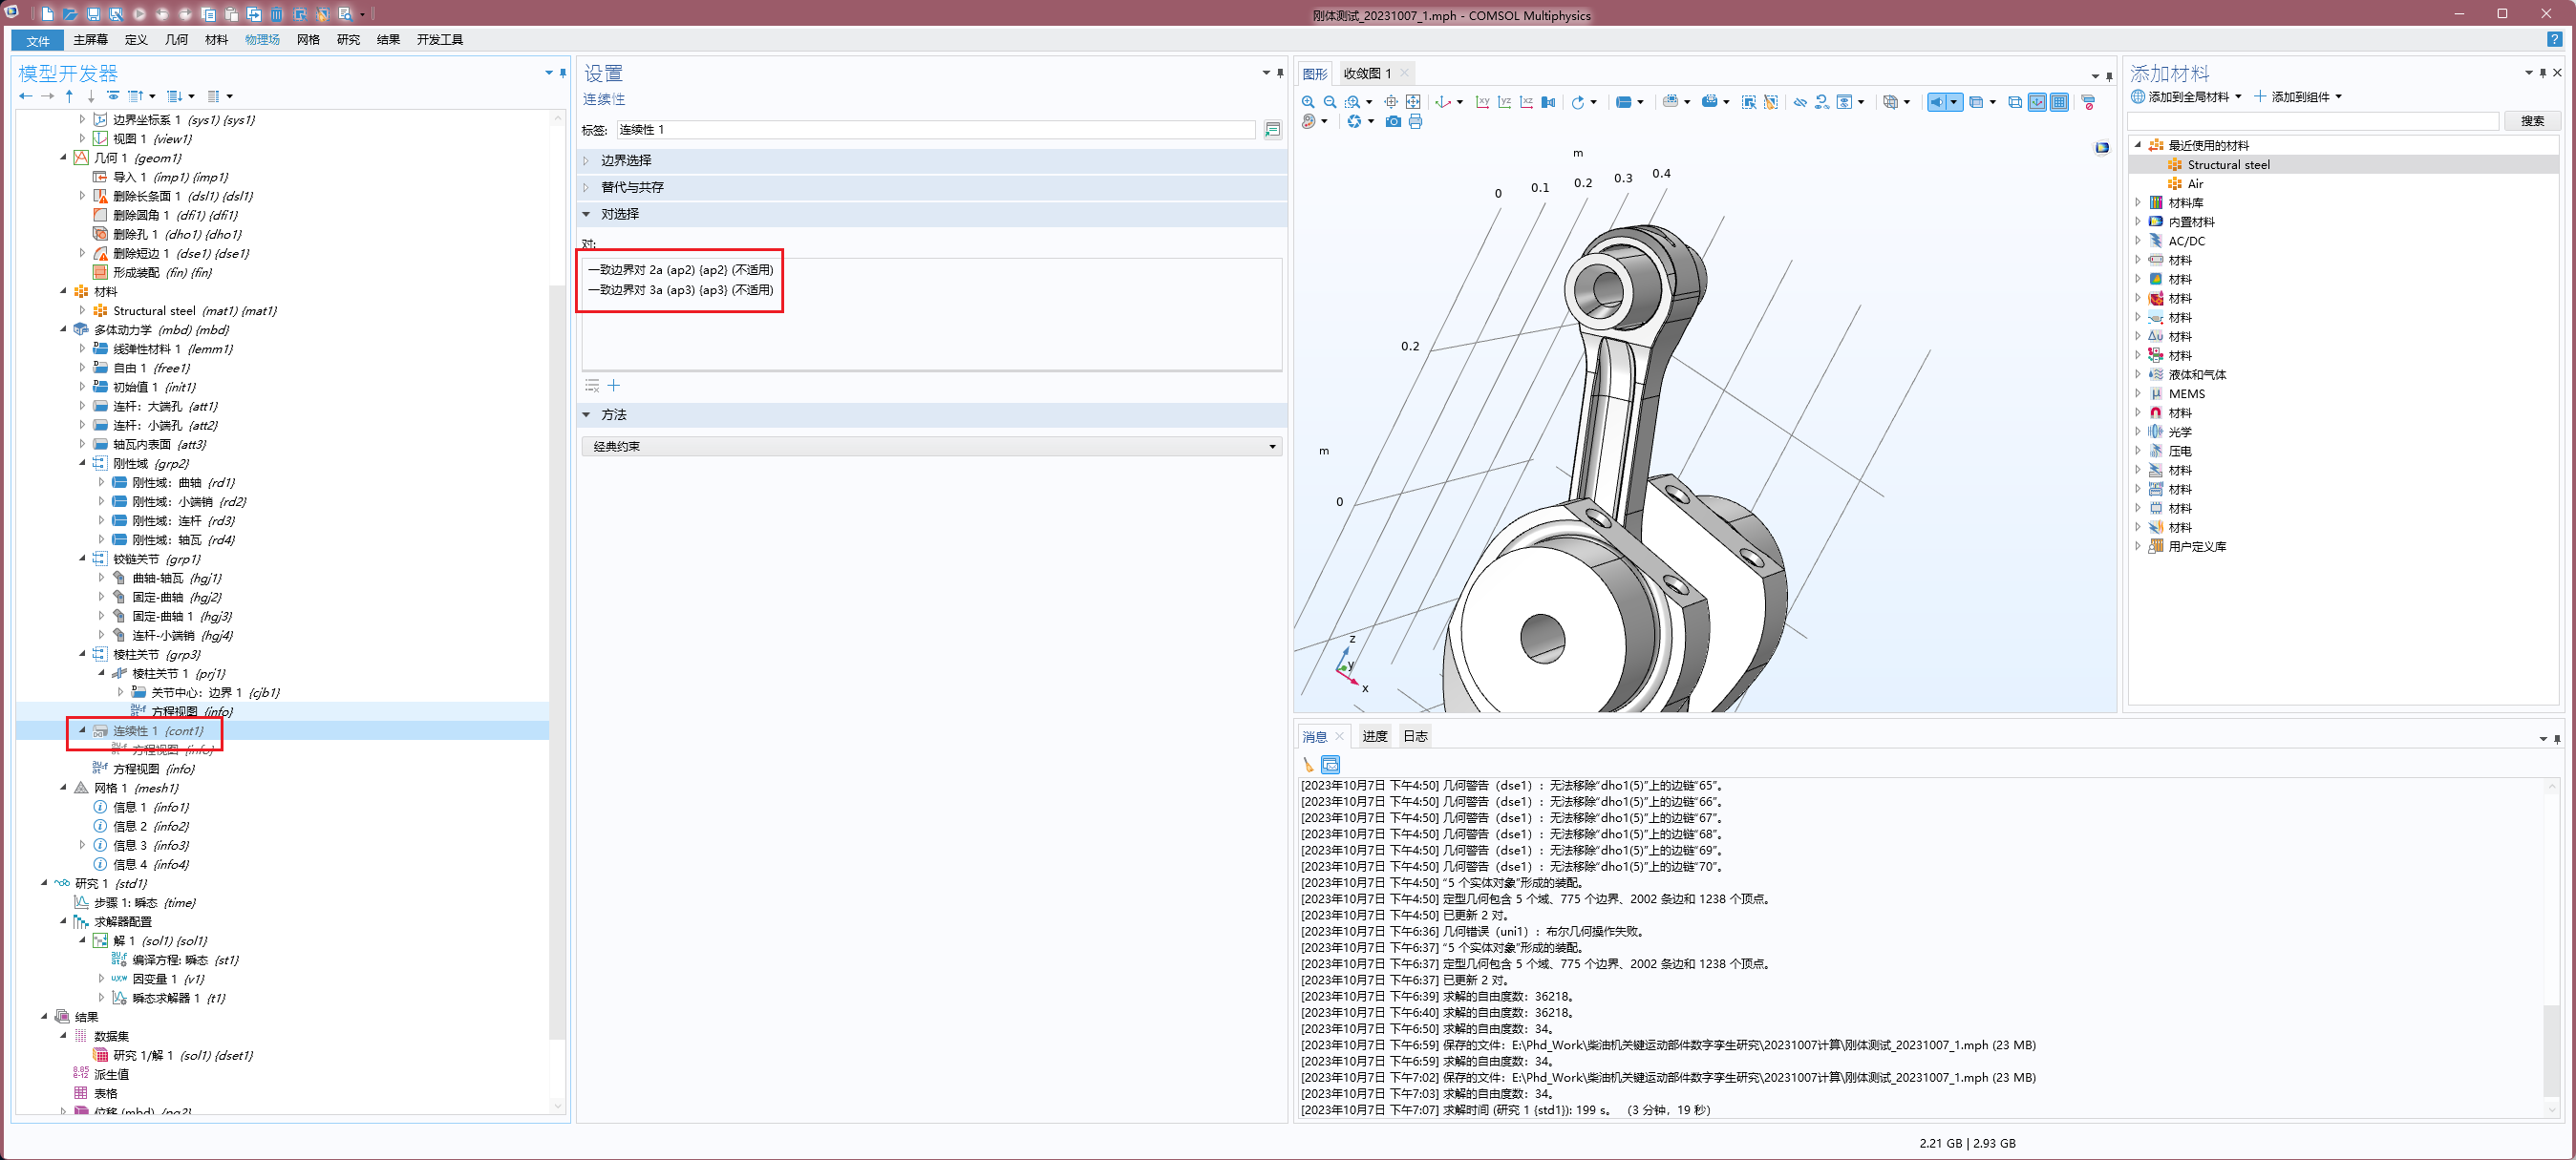 刚体测试_20231007_1.mph - COMSOL Multiphysics
文件 主屏幕 定义 几何 材料 物理场 网格 研究 结果 开发工具
模型开发器
边界坐标系 1 (sys1) {sys1}
视图 1 {view1}
几何 1 {geom1}
导入 1 (imp1) {imp1}
删除长条面 1 (dsl1) {dsl1}
删除圆角 1 (dfi1) {dfi1}
删除孔 1 (dho1) {dho1}
删除短边 1 (dse1) {dse1}
形成装配 (fin) {fin}
材料
Structural steel (mat1) {mat1}
多体动力学 (mbd) {mbd}
线弹性材料 1 {lemm1}
自由 1 {free1}
初始值 1 {init1}
连杆：大端孔 {att1}
连杆：小端孔 {att2}
轴瓦内表面 {att3}
刚性域 {grp2}
刚性域：曲轴 {rd1}
刚性域：小端销 {rd2}
刚性域：连杆 {rd3}
刚性域：轴瓦 {rd4}
铰链关节 {grp1}
曲轴-轴瓦 {hgj1}
固定-曲轴 {hgj2}
固定-曲轴 1 {hgj3}
连杆-小端销 {hgj4}
棱柱关节 {grp3}
棱柱关节 1 {prj1}
关节中心：边界 1 {cjb1}
方程视图 {info}
连续性 1 {cont1}
方程视图 {info}
方程视图 {info}
网格 1 {mesh1}
信息 1 {info1}
信息 2 {info2}
信息 3 {info3}
信息 4 {info4}
研究 1 {std1}
步骤 1: 瞬态 {time}
求解器配置
解 1 (sol1) {sol1}
编译方程: 瞬态 {st1}
因变量 1 {v1}
瞬态求解器 1 {t1}
结果
数据集
研究 1/解 1 (sol1) {dset1}
派生值
表格
位移 (mbd) {pg2}
设置
连续性
标签: 连续性 1
边界选择
替代与共存
对选择
对:
一致边界对 2a (ap2) {ap2} (不适用)
一致边界对 3a (ap3) {ap3} (不适用)
方法
经典约束
图形 收敛图 1
m
0 0.1 0.2 0.3 0.4
0.2
m
0
z
y
x
消息 进度 日志
[2023年10月7日 下午4:50] 几何警告（dse1）：无法移除“dho1(5)”上的边链“65”。
[2023年10月7日 下午4:50] 几何警告（dse1）：无法移除“dho1(5)”上的边链“66”。
[2023年10月7日 下午4:50] 几何警告（dse1）：无法移除“dho1(5)”上的边链“67”。
[2023年10月7日 下午4:50] 几何警告（dse1）：无法移除“dho1(5)”上的边链“68”。
[2023年10月7日 下午4:50] 几何警告（dse1）：无法移除“dho1(5)”上的边链“69”。
[2023年10月7日 下午4:50] 几何警告（dse1）：无法移除“dho1(5)”上的边链“70”。
[2023年10月7日 下午4:50] “5 个实体对象”形成的装配。
[2023年10月7日 下午4:50] 定型几何包含 5 个域、775 个边界、2002 条边和 1238 个顶点。
[2023年10月7日 下午4:50] 已更新 2 对。
[2023年10月7日 下午6:36] 几何错误（uni1）：布尔几何操作失败。
[2023年10月7日 下午6:37] “5 个实体对象”形成的装配。
[2023年10月7日 下午6:37] 定型几何包含 5 个域、775 个边界、2002 条边和 1238 个顶点。
[2023年10月7日 下午6:37] 已更新 2 对。
[2023年10月7日 下午6:39] 求解的自由度数：36218。
[2023年10月7日 下午6:40] 求解的自由度数：36218。
[2023年10月7日 下午6:50] 求解的自由度数：34。
[2023年10月7日 下午6:59] 保存的文件：E:\Phd_Work\柴油机关键运动部件数字孪生研究\20231007计算\刚体测试_20231007_1.mph (23 MB)
[2023年10月7日 下午6:59] 求解的自由度数：34。
[2023年10月7日 下午7:02] 保存的文件：E:\Phd_Work\柴油机关键运动部件数字孪生研究\20231007计算\刚体测试_20231007_1.mph (23 MB)
[2023年10月7日 下午7:03] 求解的自由度数：34。
[2023年10月7日 下午7:07] 求解时间 (研究 1 {std1}): 199 s。 （3 分钟，19 秒）
添加材料
添加到全局材料 添加到组件
搜索
最近使用的材料
Structural steel
Air
材料库
内置材料
AC/DC
材料
材料
材料
材料
材料
材料
液体和气体
MEMS
材料
光学
压电
材料
材料
材料
材料
用户定义库
2.21 GB | 2.93 GB